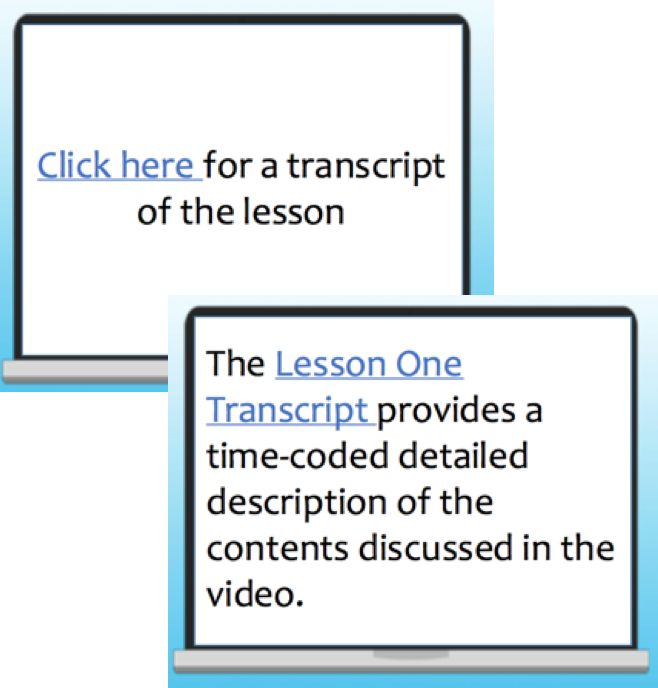 Click here for a transcript
of the lesson
The Lesson One
Transcript provides a
time-coded detailed
description of the
contents discussed in the
video.